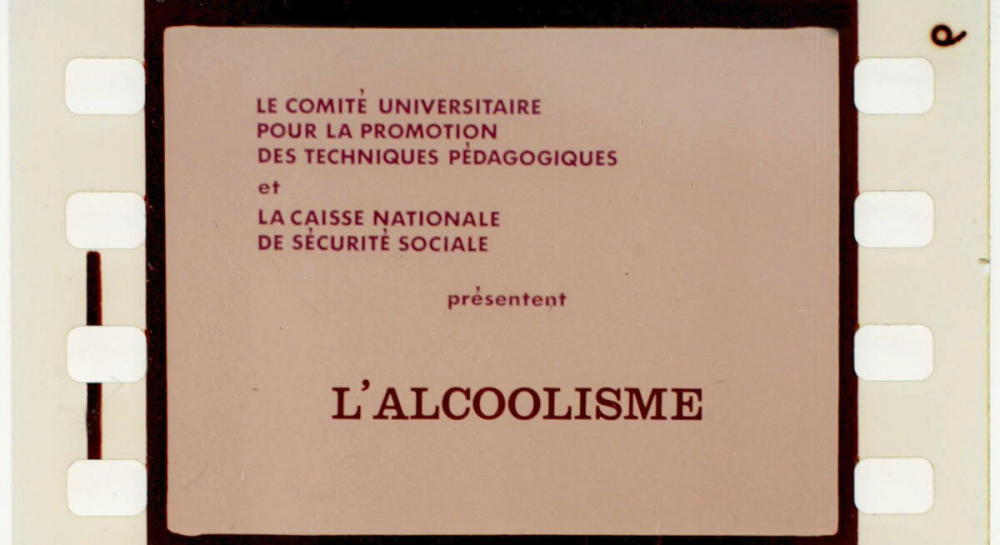 LE COMITÉ UNIVERSITAIRE
POUR LA PROMOTION
DES TECHNIQUES PÉDAGOGIQUES
et
LA CAISSE NATIONALE
DE SÉCURITÉ SOCIALE
présentent
L'ALCOOLISME